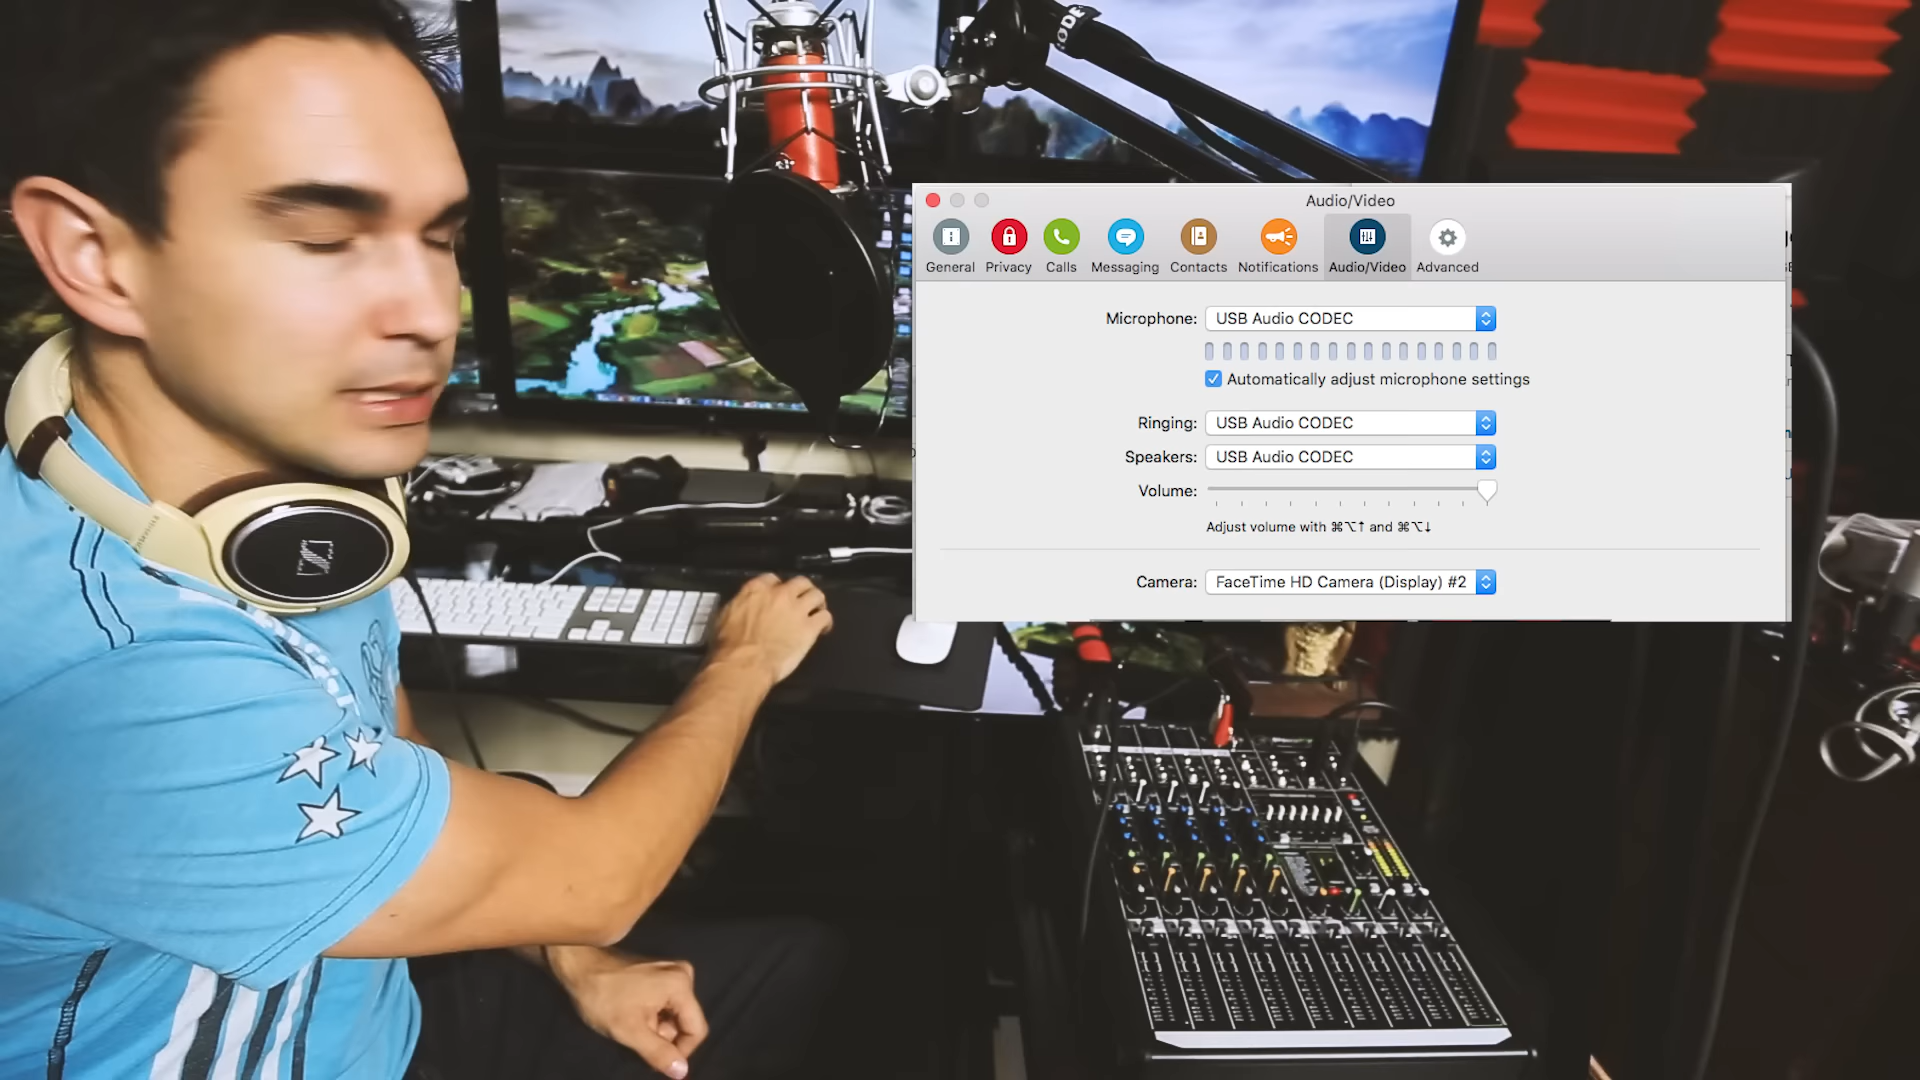 Audio/Video
General Privacy Calls Messaging Contacts Notifications Audio/Video Advanced
Microphone: USB Audio CODEC
Automatically adjust microphone settings
Ringing: USB Audio CODEC
Speakers: USB Audio CODEC
Volume:
Adjust volume with ⌘⌥↑ and ⌘⌥↓
Camera: FaceTime HD Camera (Display) #2